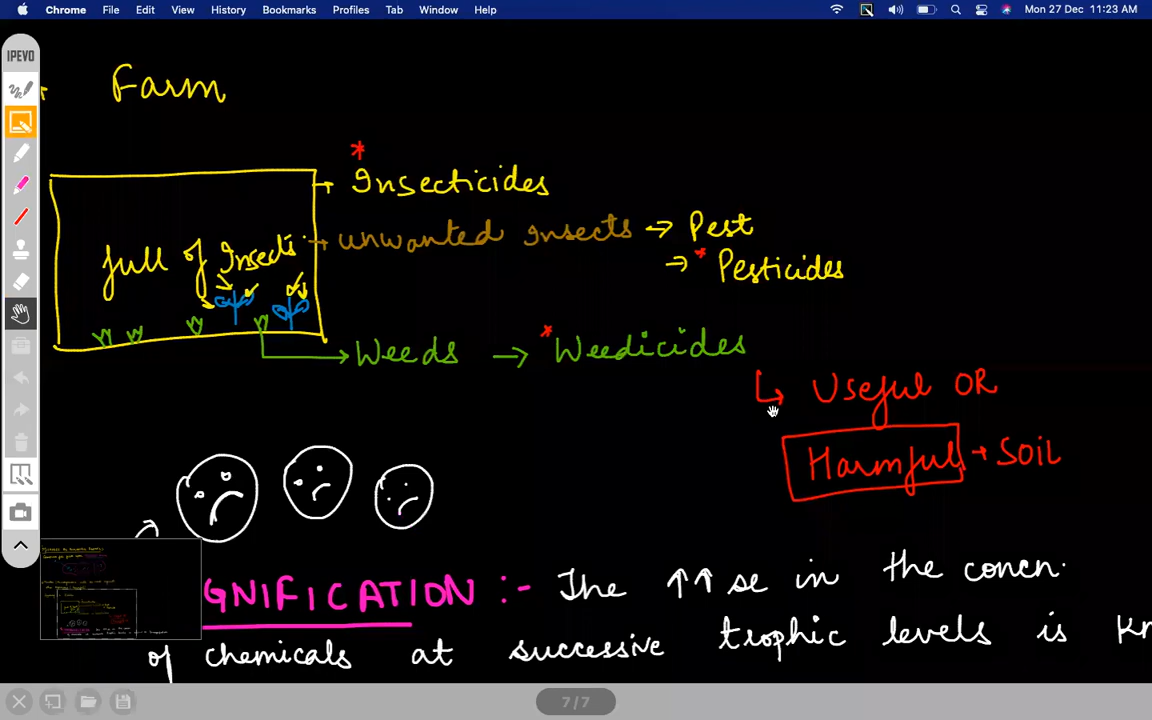 Chrome File Edit View History Bookmarks Profiles Tab Window Help Mon 27 Dec 11:23 AM
IPEVO
Farm
* Insecticides
full of Insects → unwanted insects → Pest
→ * Pesticides
Weeds → * Weedicides
↳ Useful OR
Harmful → SOIL
GNIFICATION :- The ↑↑ se in the concn.
of chemicals at successive trophic levels is Kn
7/7